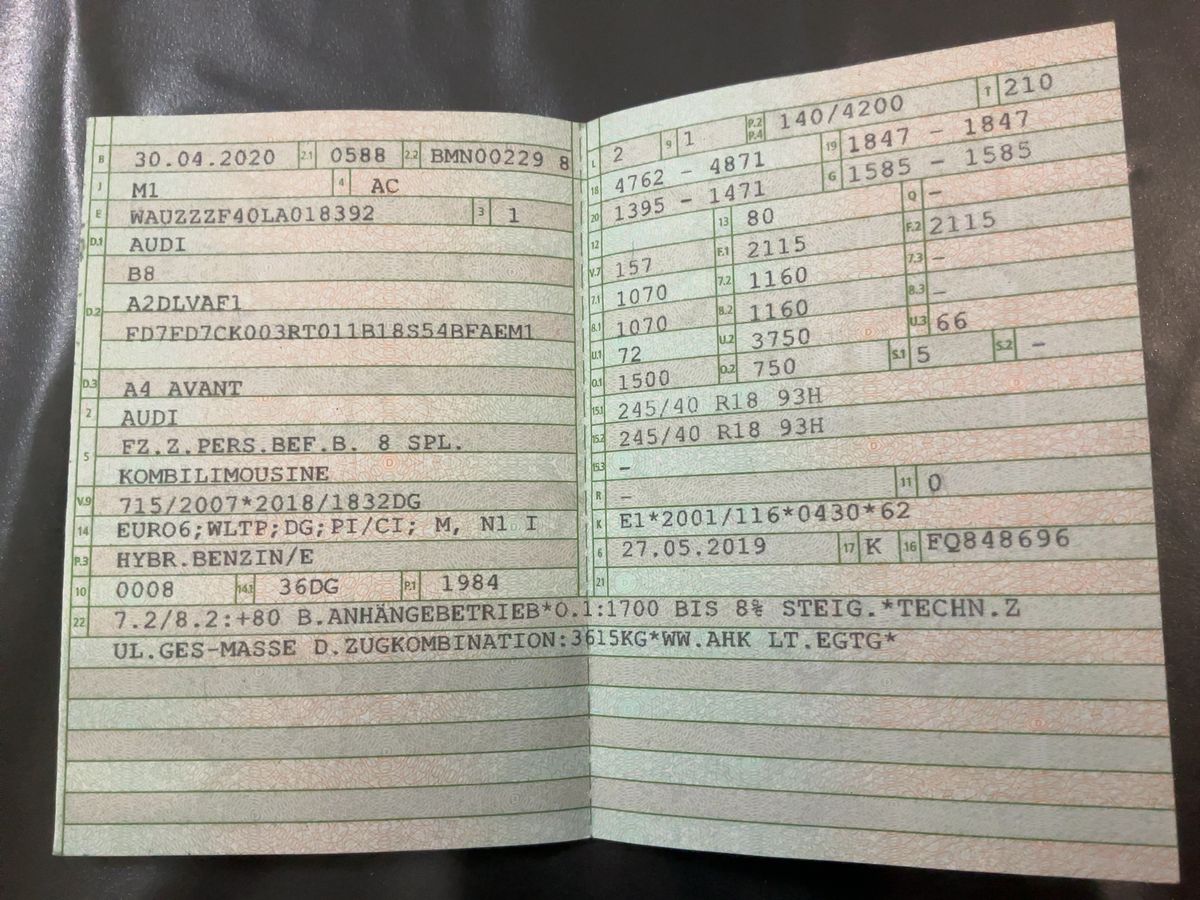 B 30.04.2020 2.1 0588 2.2 BMN00229 8
J M1 4 AC
E WAUZZZF40LA018392 3 1
D.1 AUDI
B8
D.2 A2DLVAF1
FD7FD7CK003RT011B18S54BFAEM1
D.3 A4 AVANT
2 AUDI
5 FZ.Z.PERS.BEF.B. 8 SPL.
KOMBILIMOUSINE
V.9 715/2007*2018/1832DG
14 EURO6;WLTP;DG;PI/CI; M, N1 I
P.3 HYBR.BENZIN/E
10 0008 14.1 36DG P.1 1984
L 2 9 1 P.2 P.4 140/4200 T 210
18 4762 - 4871 19 1847 - 1847
20 1395 - 1471 G 1585 - 1585
12 13 80 Q -
V.7 157 F.1 2115 F.2 2115
7.1 1070 7.2 1160 7.3 -
8.1 1070 8.2 1160 8.3 -
U.1 72 U.2 3750 U.3 66
O.1 1500 O.2 750 S.1 5 S.2 -
15.1 245/40 R18 93H
15.2 245/40 R18 93H
15.3 -
R - 11 0
K E1*2001/116*0430*62
6 27.05.2019 17 K 16 FQ848696
21
22 7.2/8.2:+80 B.ANHÄNGEBETRIEB*O.1:1700 BIS 8% STEIG.*TECHN.Z
UL.GES-MASSE D.ZUGKOMBINATION:3615KG*WW.AHK LT.EGTG*